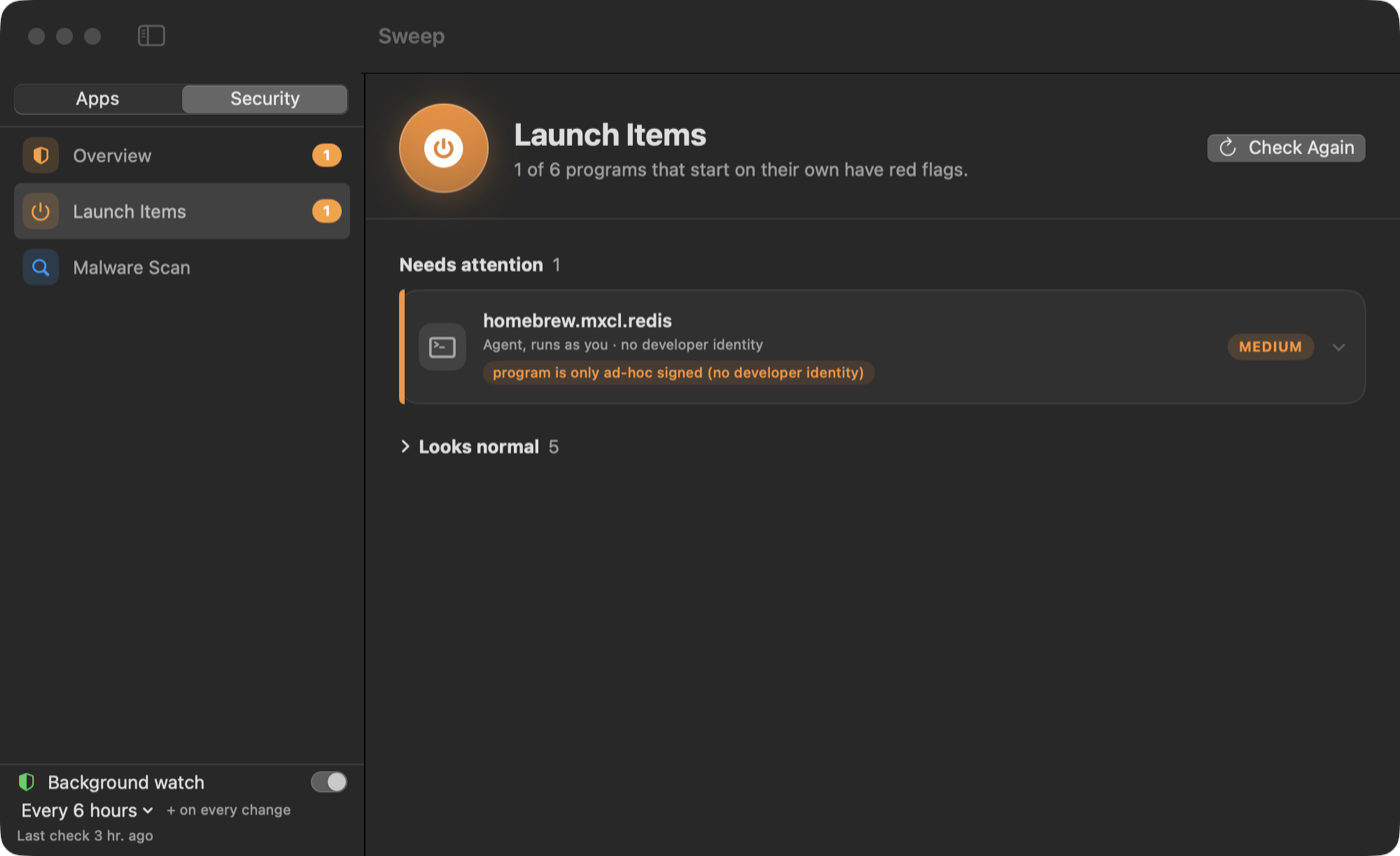 Sweep
Apps
Security
Overview
1
Launch Items
1
Malware Scan
Background watch
Every 6 hours
+ on every change
Last check 3 hr. ago
Launch Items
1 of 6 programs that start on their own have red flags.
Check Again
Needs attention 1
homebrew.mxcl.redis
Agent, runs as you · no developer identity
program is only ad-hoc signed (no developer identity)
MEDIUM
Looks normal 5